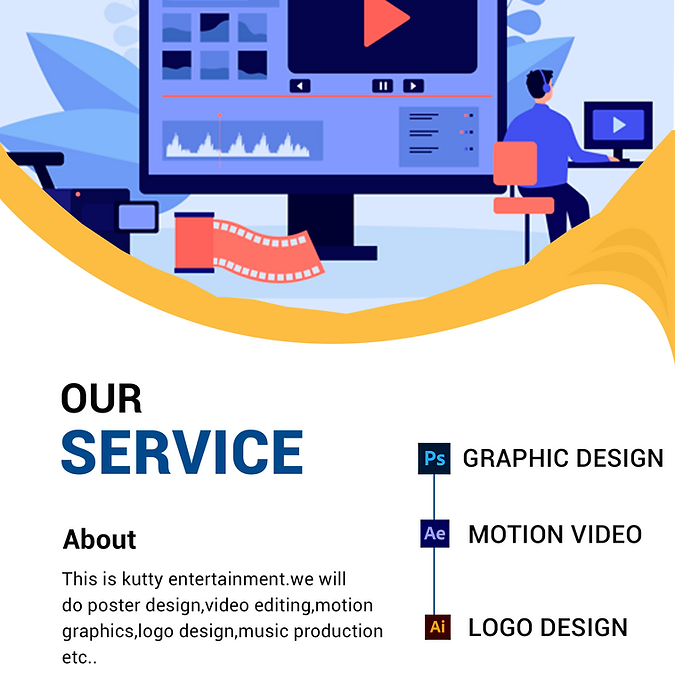 OUR
SERVICE
About
This is kutty entertainment.we will
do poster design,video editing,motion
graphics,logo design,music production
etc..
Ps GRAPHIC DESIGN
Ae MOTION VIDEO
Ai LOGO DESIGN